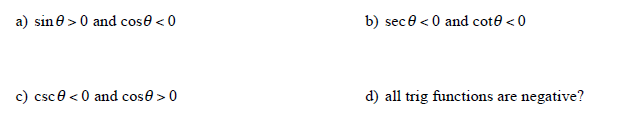 a) sin θ > 0 and cos θ < 0
b) sec θ < 0 and cot θ < 0
c) csc θ < 0 and cos θ > 0
d) all trig functions are negative?